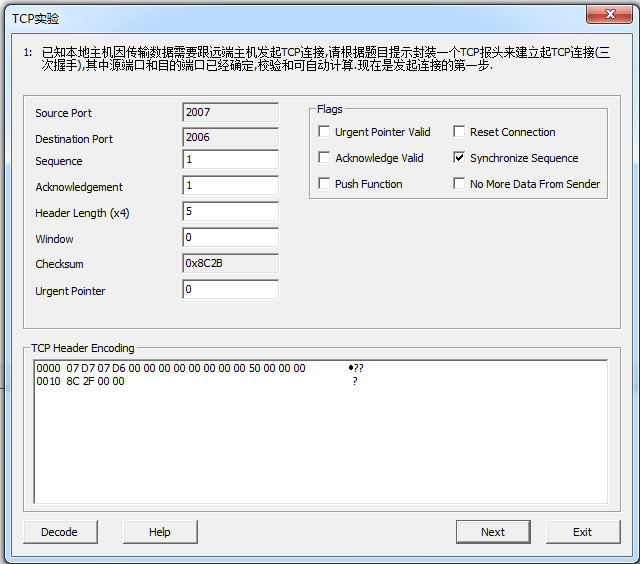 TCP实验
1: 已知本地主机因传输数据需要跟远端主机发起TCP连接,请根据题目提示封装一个TCP报头来建立起TCP连接(三
次握手),其中源端口和目的端口已经确定,校验和可自动计算.现在是发起连接的第一步.
Source Port 2007
Destination Port 2006
Sequence 1
Acknowledgement 1
Header Length (x4) 5
Window 0
Checksum 0x8C2B
Urgent Pointer 0
Flags
Urgent Pointer Valid Reset Connection
Acknowledge Valid Synchronize Sequence
Push Function No More Data From Sender
TCP Header Encoding
0000 07 D7 07 D6 00 00 00 00 00 00 00 00 50 00 00 00 •??
0010 8C 2F 00 00 ?
Decode Help Next Exit